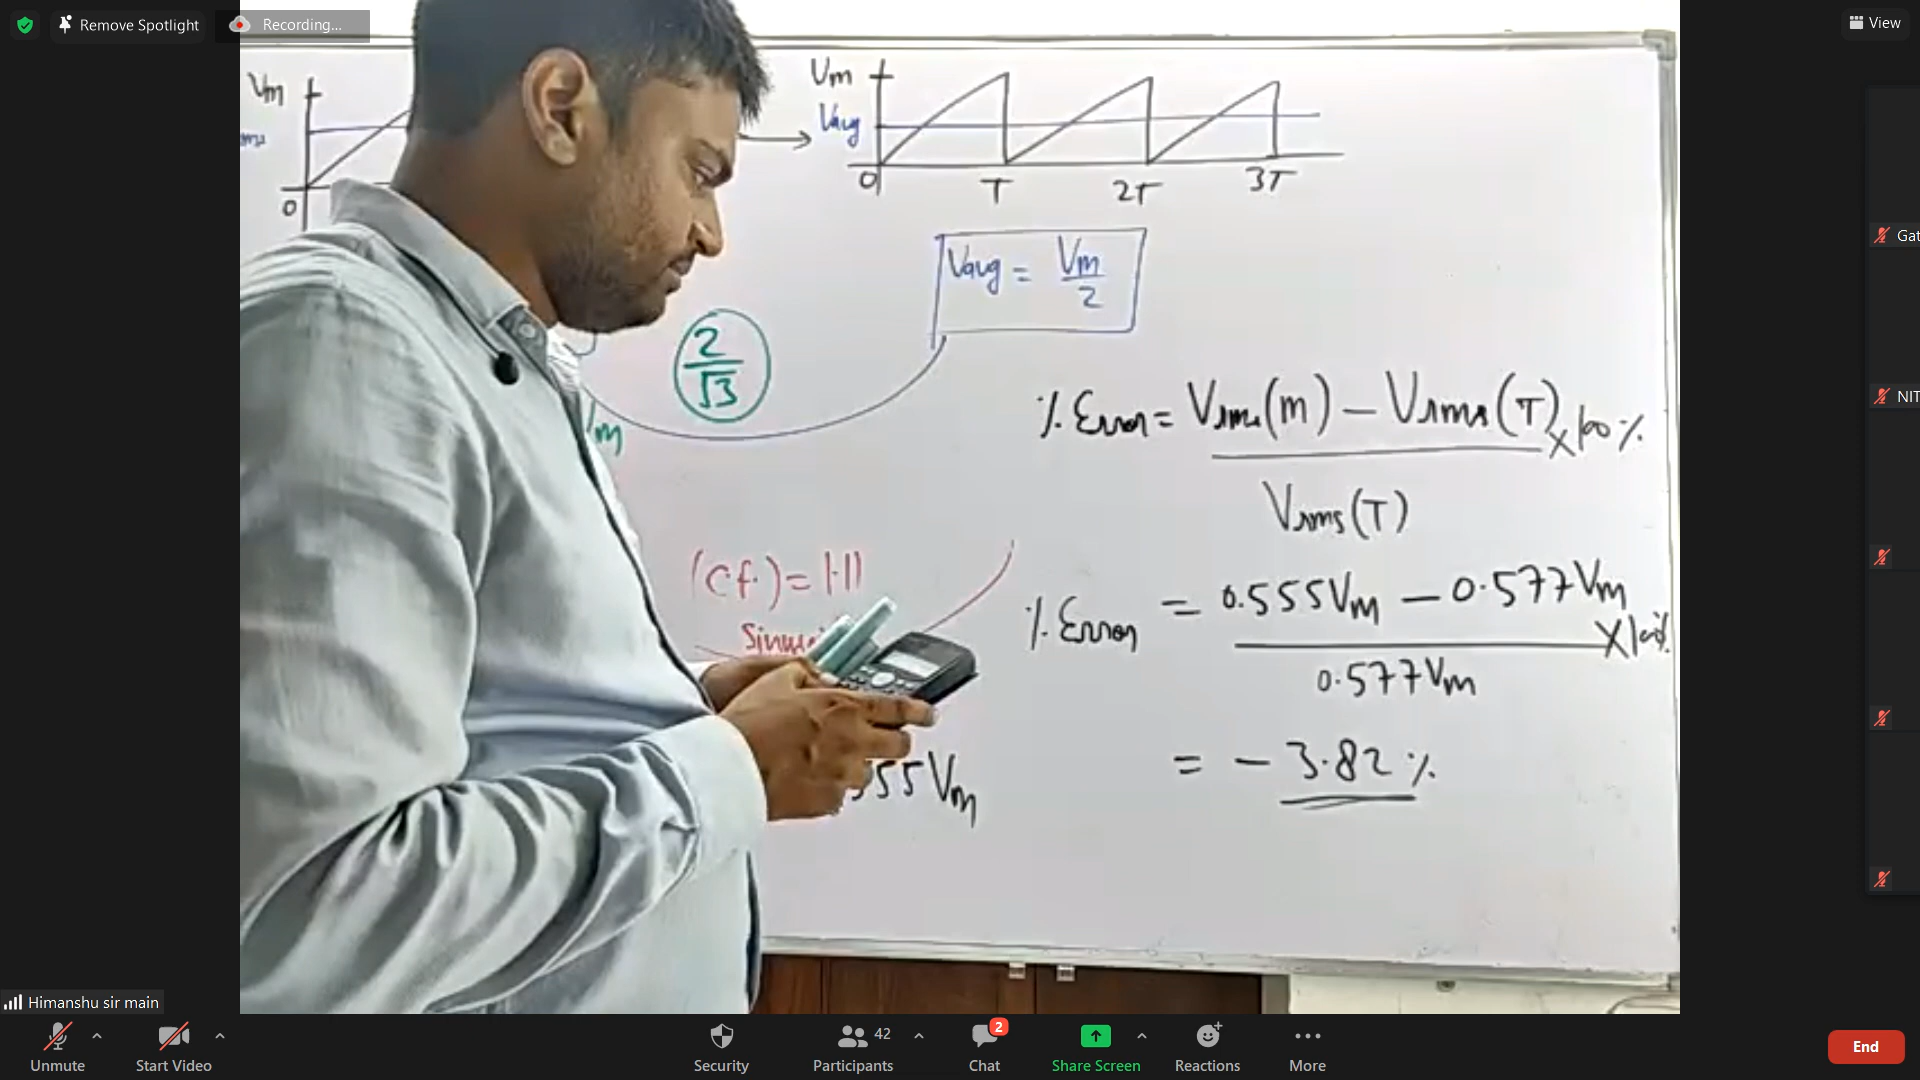 Remove Spotlight
Recording...
View
Vm
0
Vm
Vavg
0 T 2T 3T
Vavg = Vm/2
2/√3
Vm
% Error = Vrms(m) - Vrms(T) / Vrms(T) X 100 %
(C.f.) = 1.11
% Error = 0.555Vm - 0.577Vm / 0.577Vm X 100%
= - 3.82 %
55Vm
Gat
NIT
Himanshu sir main
Unmute
Start Video
Security
Participants
42
Chat
2
Share Screen
Reactions
More
End